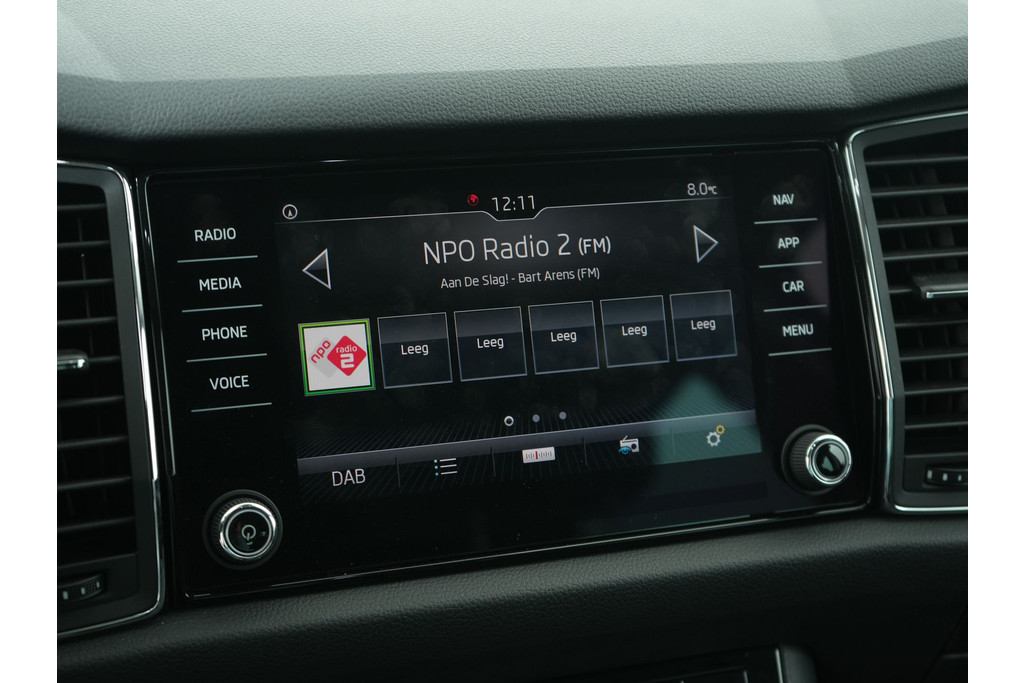 12:11
8.0°C
RADIO
MEDIA
PHONE
VOICE
NPO Radio 2 (FM)
Aan De Slag! - Bart Arens (FM)
npo radio 2
Leeg
Leeg
Leeg
Leeg
Leeg
DAB
NAV
APP
CAR
MENU